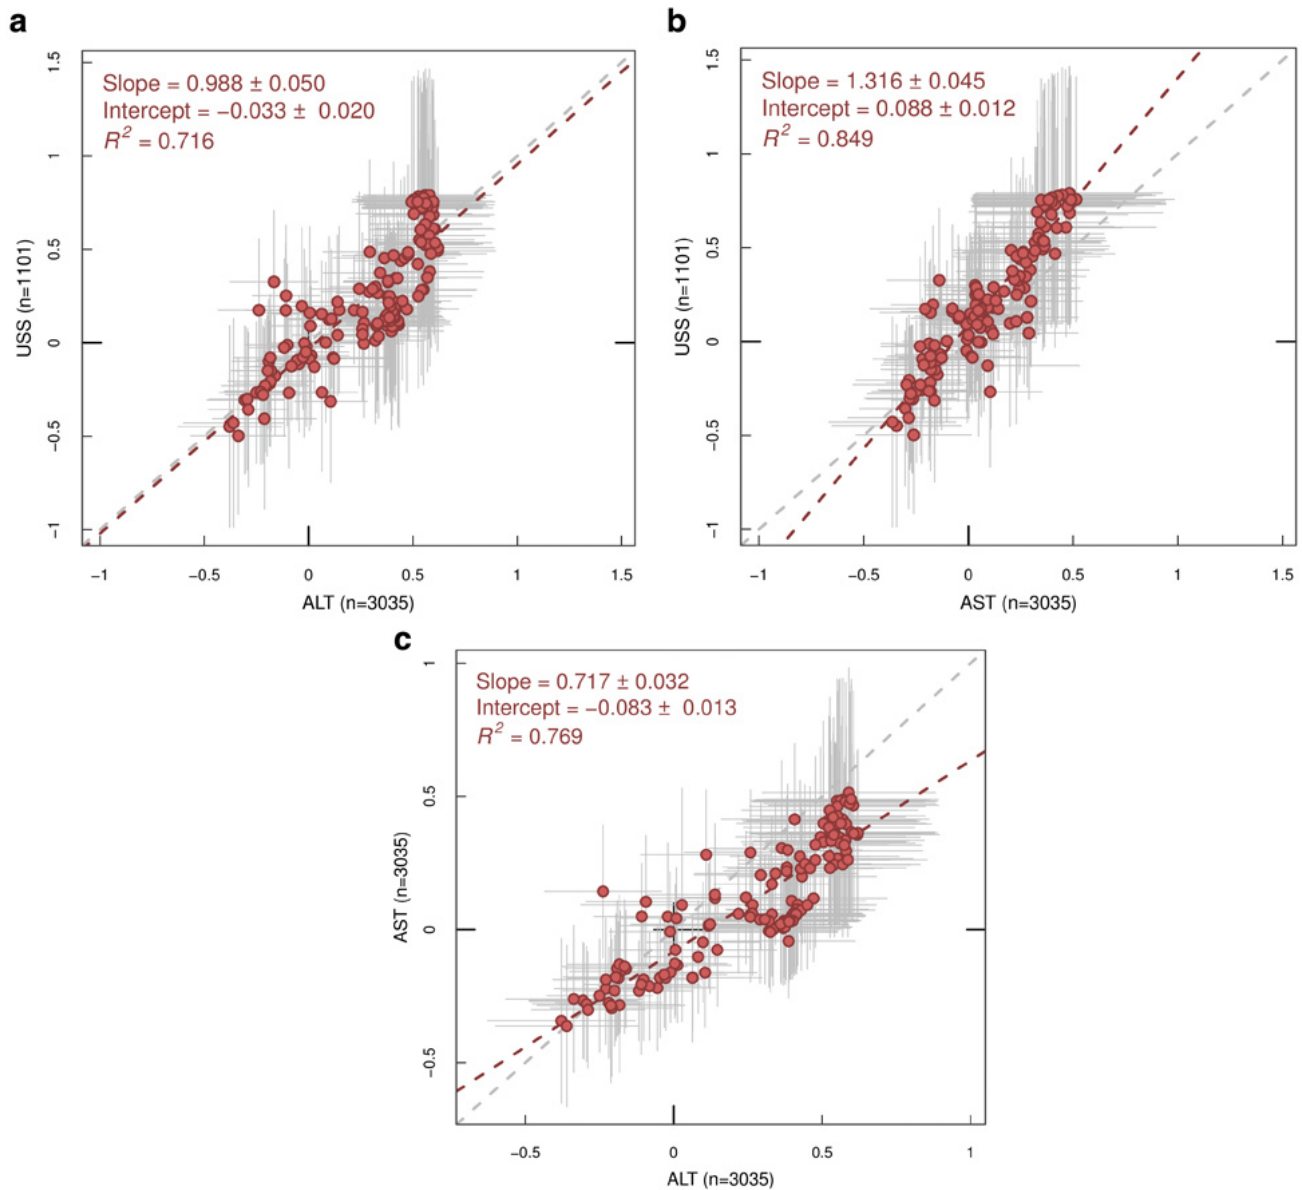 a
Slope = 0.988 ± 0.050
Intercept = −0.033 ± 0.020
R² = 0.716
USS (n=1101)
1.5
1
0.5
0
−0.5
−1
−1 −0.5 0 0.5 1 1.5
ALT (n=3035)
b
Slope = 1.316 ± 0.045
Intercept = 0.088 ± 0.012
R² = 0.849
USS (n=1101)
1.5
1
0.5
0
−0.5
−1
−1 −0.5 0 0.5 1 1.5
AST (n=3035)
c
Slope = 0.717 ± 0.032
Intercept = −0.083 ± 0.013
R² = 0.769
AST (n=3035)
1
0.5
0
−0.5
−0.5 0 0.5 1
ALT (n=3035)